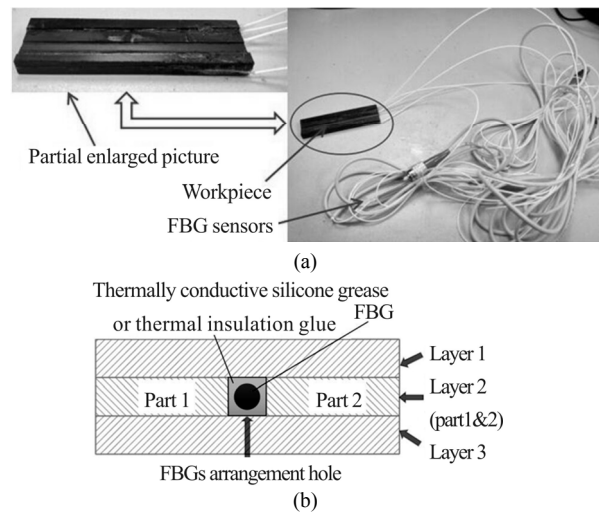 Partial enlarged picture
Workpiece
FBG sensors
(a)
Thermally conductive silicone grease
or thermal insulation glue
FBG
Layer 1
Part 1
Part 2
Layer 2
(part1&2)
Layer 3
FBGs arrangement hole
(b)